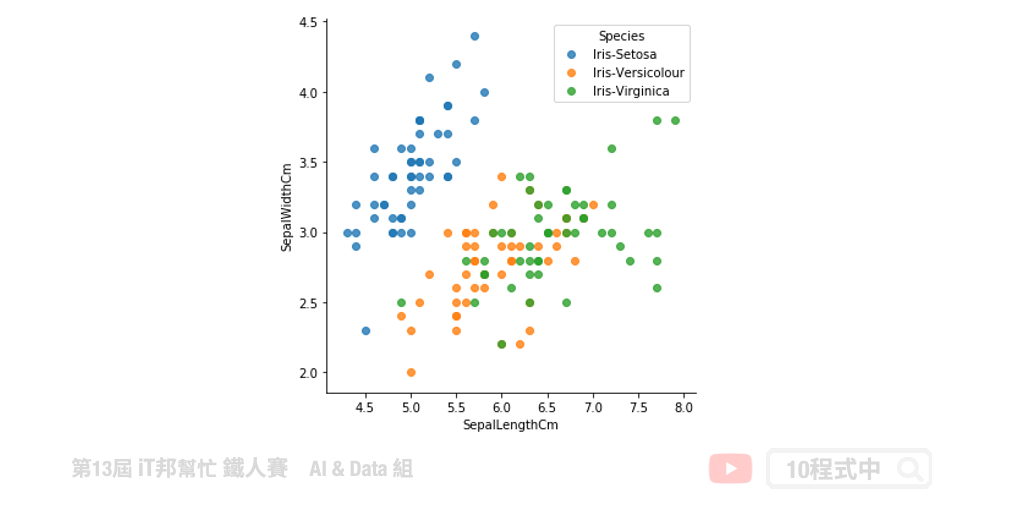 4.5
4.0
3.5
3.0
2.5
2.0
SepalWidthCm
Species
Iris-Setosa
Iris-Versicolour
Iris-Virginica
4.5 5.0 5.5 6.0 6.5 7.0 7.5 8.0
SepalLengthCm
第13屆 iT邦幫忙 鐵人賽 AI & Data 組
10程式中